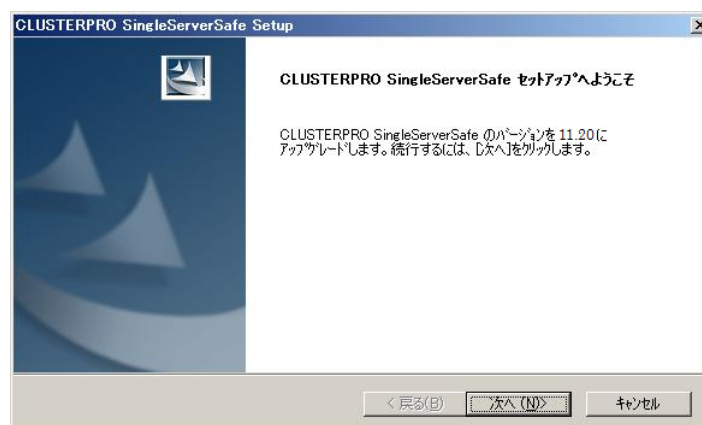 CLUSTERPRO SingleServerSafe Setup
CLUSTERPRO SingleServerSafe セットアップへようこそ
CLUSTERPRO SingleServerSafe のバージョンを 11.20に
アップグレードします。続行するには、[次へ]をクリックします。
< 戻る(B)
次へ (N)>
キャンセル